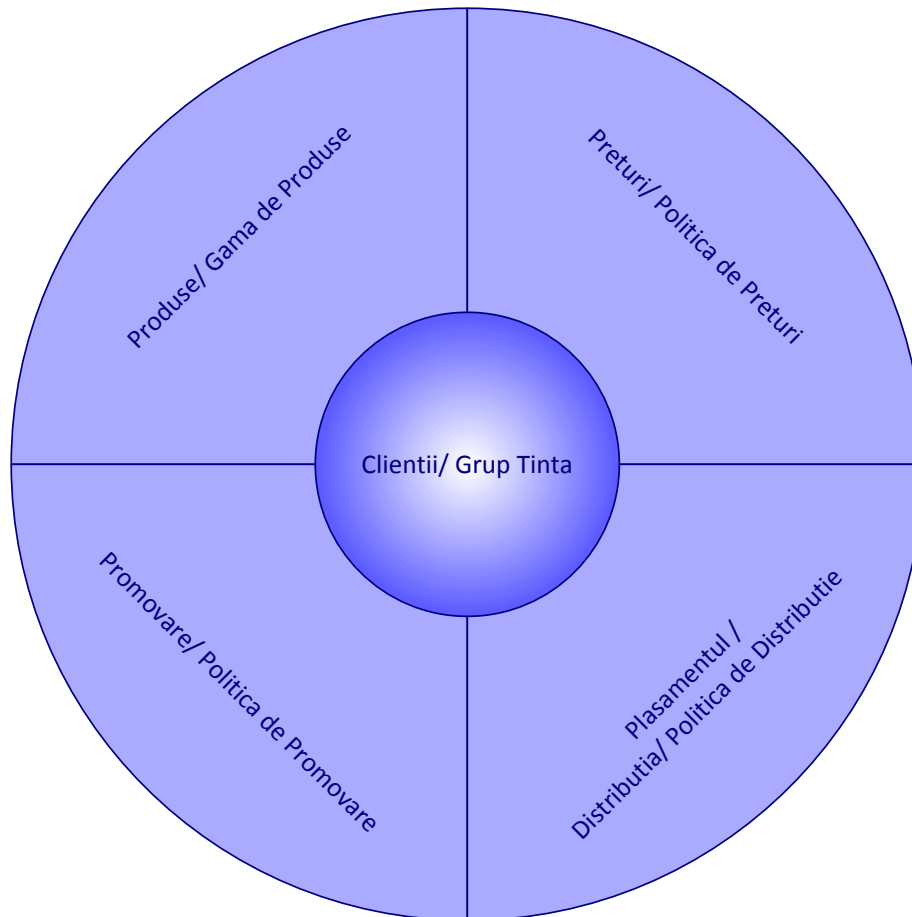 Produse/ Gama de Produse
Preturi/ Politica de Preturi
Clientii/ Grup Tinta
Promovare/ Politica de Promovare
Plasamentul /
Distributia/ Politica de Distributie